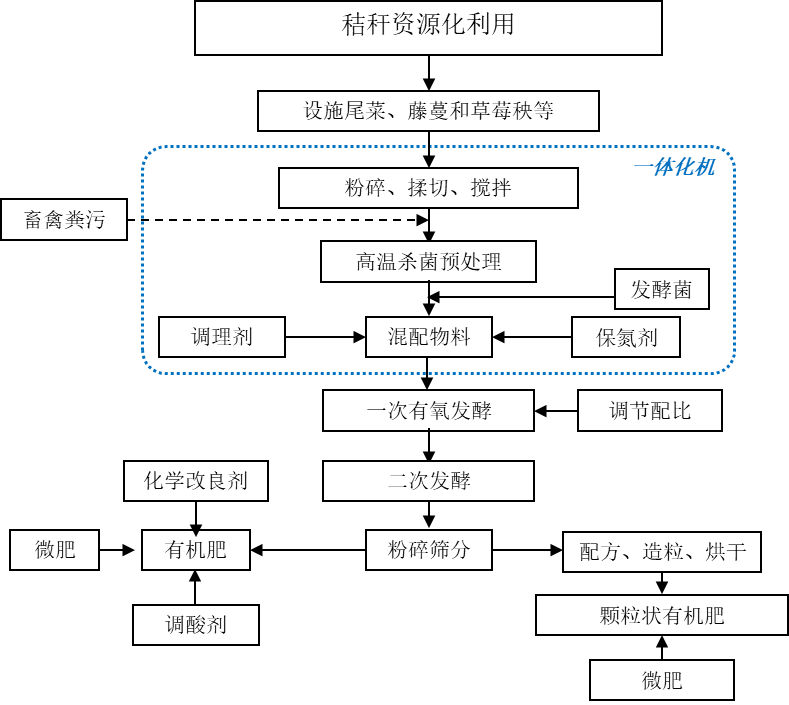 秸秆资源化利用
设施尾菜、藤蔓和草莓秧等
一体化机
粉碎、揉切、搅拌
畜禽粪污
高温杀菌预处理
发酵菌
调理剂
混配物料
保氮剂
一次有氧发酵
调节配比
化学改良剂
二次发酵
微肥
有机肥
粉碎筛分
配方、造粒、烘干
调酸剂
颗粒状有机肥
微肥